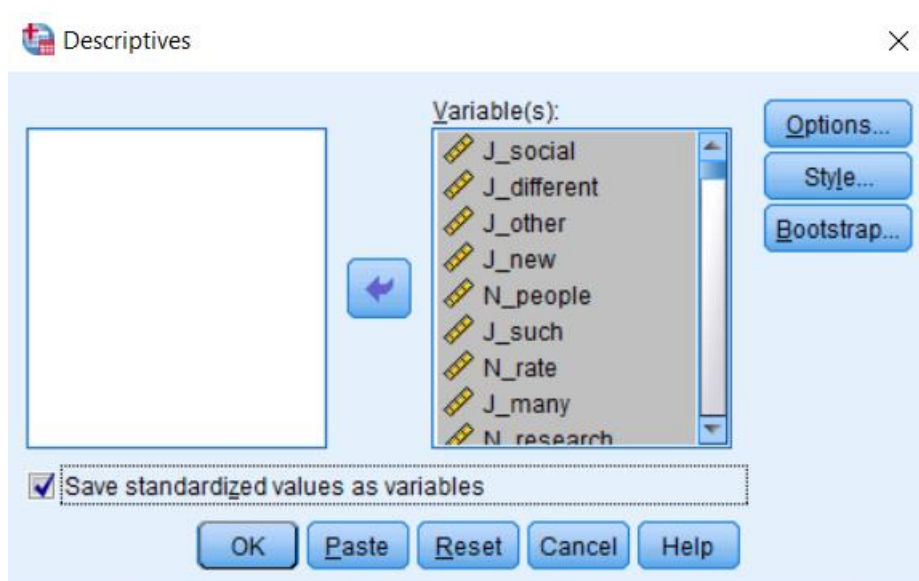 Descriptives
Variable(s):
J_social
J_different
J_other
J_new
N_people
J_such
N_rate
J_many
N_research
Options...
Style...
Bootstrap...
Save standardized values as variables
OK Paste Reset Cancel Help